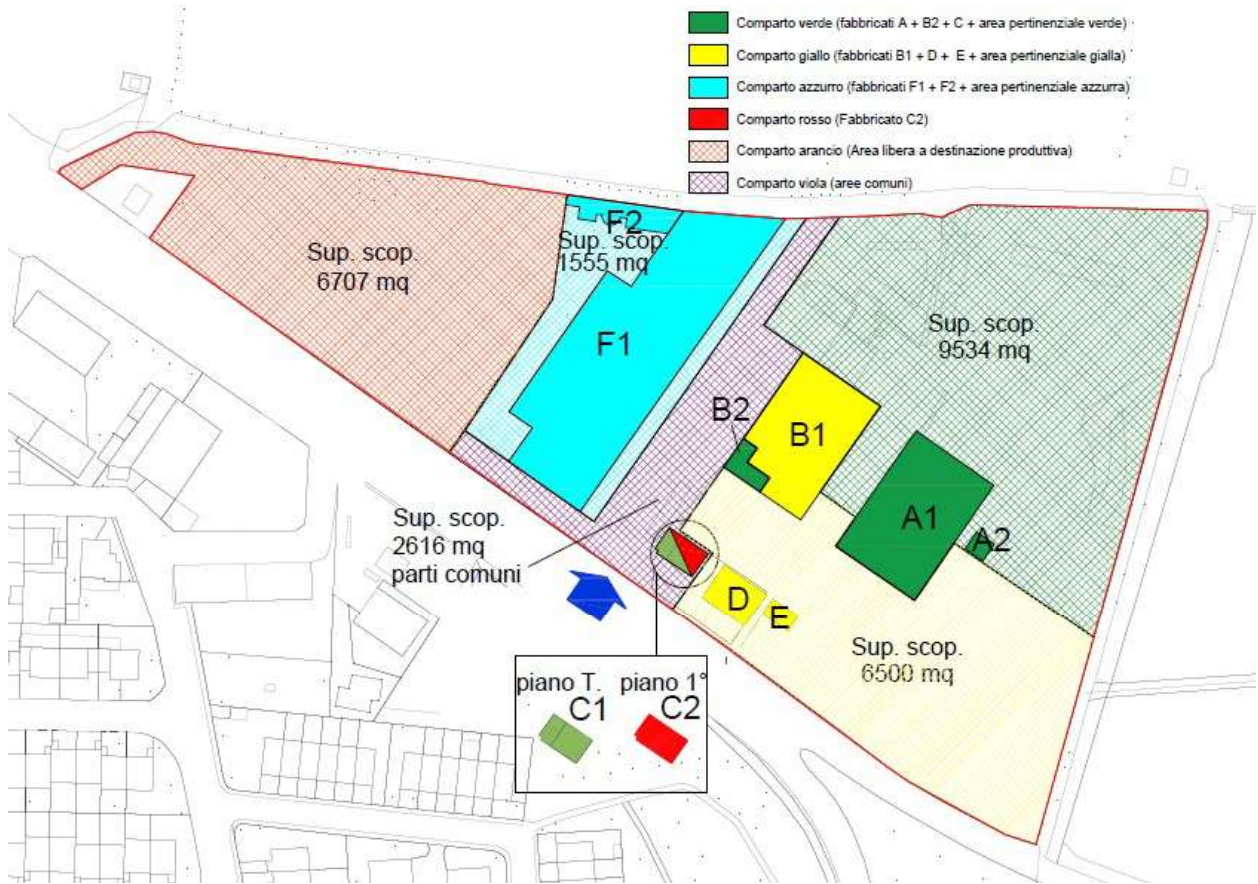 Comparto verde (fabbricati A + B2 + C + area pertinenziale verde)
Comparto giallo (fabbricati B1 + D + E + area pertinenziale gialla)
Comparto azzurro (fabbricati F1 + F2 + area pertinenziale azzurra)
Comparto rosso (Fabbricato C2)
Comparto arancio (Area libera a destinazione produttiva)
Comparto viola (aree comuni)
F2
Sup. scop.
1555 mq
Sup. scop.
6707 mq
F1
Sup. scop.
9534 mq
B2
B1
A1
A2
Sup. scop.
2616 mq
parti comuni
D
E
Sup. scop.
6500 mq
piano T.
C1
piano 1°
C2